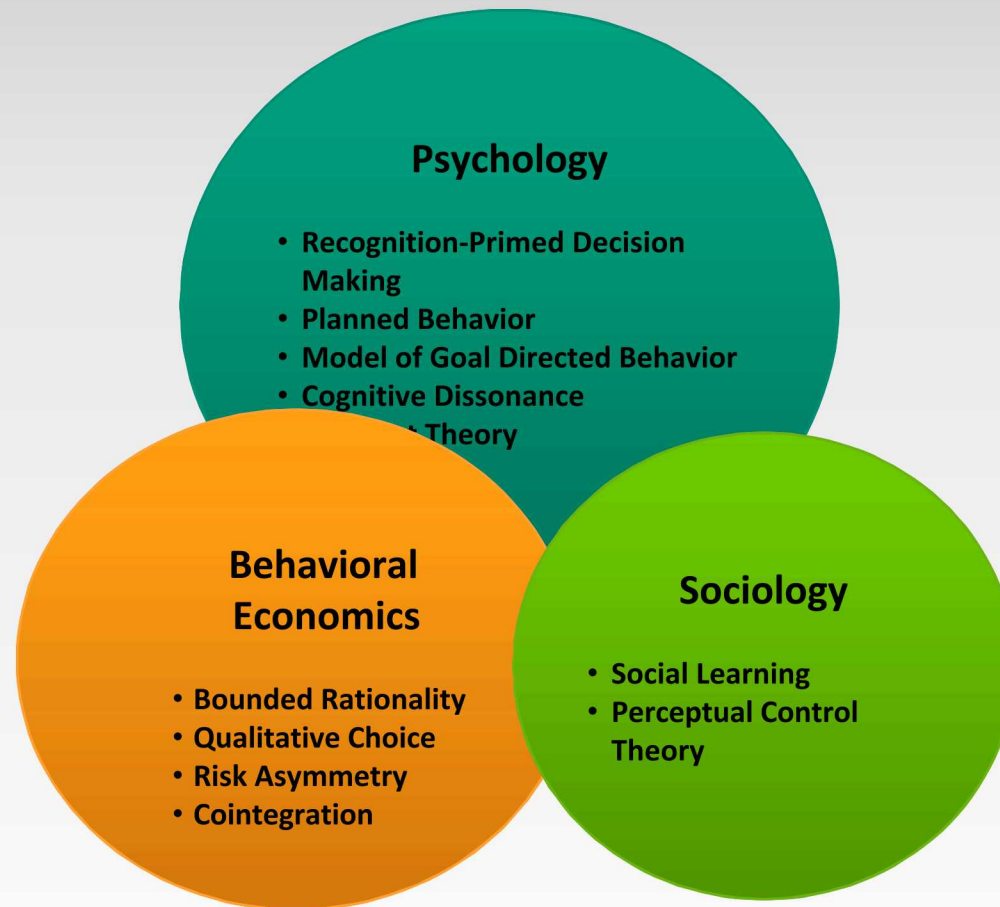 Psychology
• Recognition-Primed Decision
Making
• Planned Behavior
• Model of Goal Directed Behavior
• Cognitive Dissonance
Theory
Behavioral
Economics
• Bounded Rationality
• Qualitative Choice
• Risk Asymmetry
• Cointegration
Sociology
• Social Learning
• Perceptual Control
Theory